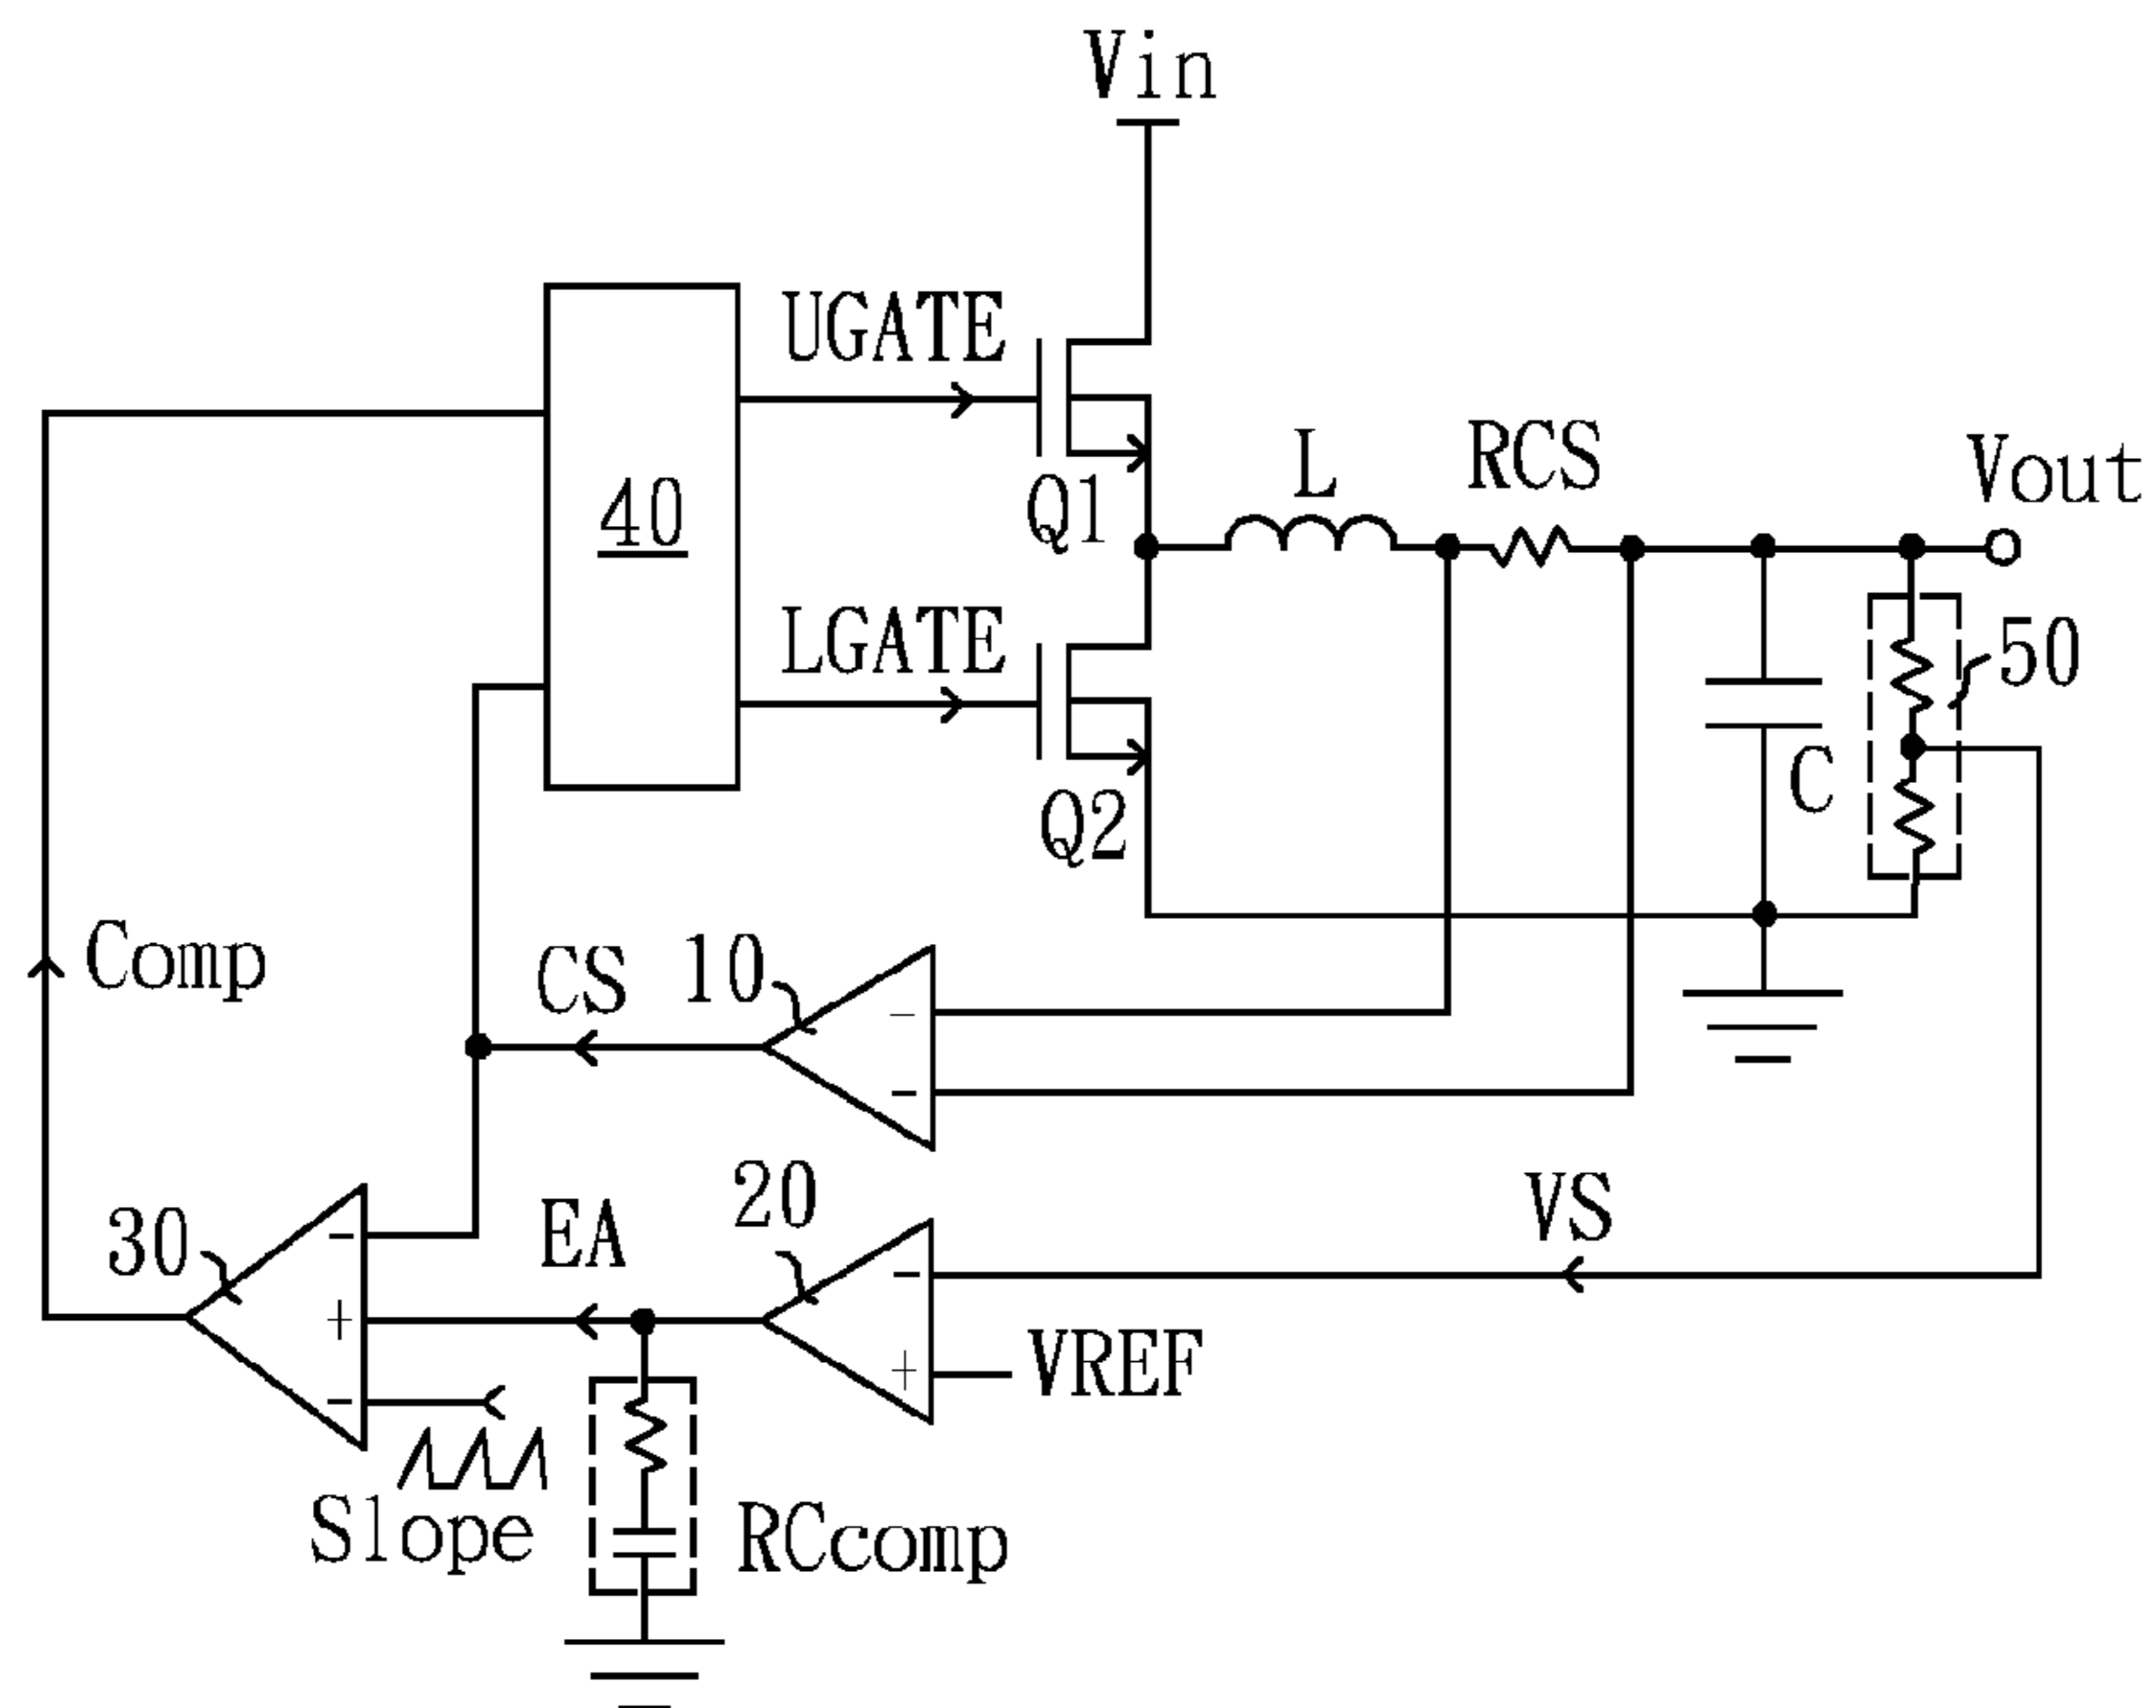 Vin
UGATE
40
Q1
L
RCS
Vout
LGATE
50
Q2
C
Comp
CS
10
-
-
30
EA
20
VS
-
+
-
-
+
VREF
Slope
RCcomp